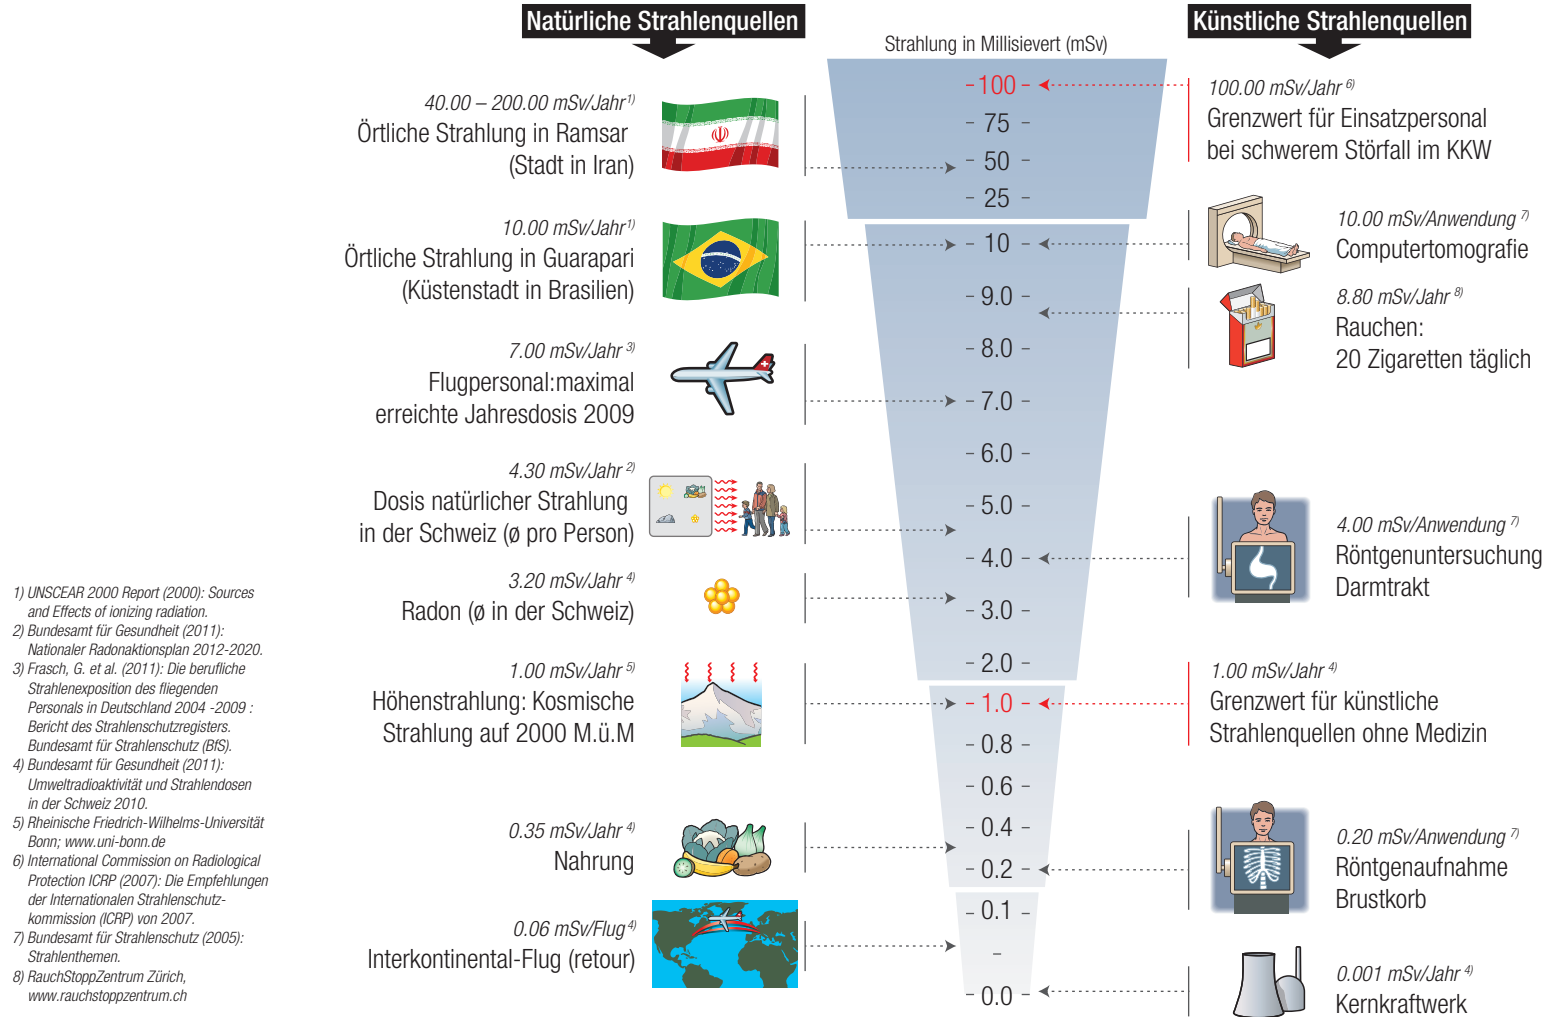 Natürliche Strahlenquellen
40.00 – 200.00 mSv/Jahr 1)
Örtliche Strahlung in Ramsar
(Stadt in Iran)
10.00 mSv/Jahr 1)
Örtliche Strahlung in Guarapari
(Küstenstadt in Brasilien)
7.00 mSv/Jahr 3)
Flugpersonal:maximal
erreichte Jahresdosis 2009
4.30 mSv/Jahr 2)
Dosis natürlicher Strahlung
in der Schweiz (ø pro Person)
3.20 mSv/Jahr 4)
Radon (ø in der Schweiz)
1.00 mSv/Jahr 5)
Höhenstrahlung: Kosmische
Strahlung auf 2000 M.ü.M
0.35 mSv/Jahr 4)
Nahrung
0.06 mSv/Flug 4)
Interkontinental-Flug (retour)
Strahlung in Millisievert (mSv)
100
75
50
25
10
9.0
8.0
7.0
6.0
5.0
4.0
3.0
2.0
1.0
0.8
0.6
0.4
0.2
0.1
0.0
Künstliche Strahlenquellen
100.00 mSv/Jahr 6)
Grenzwert für Einsatzpersonal
bei schwerem Störfall im KKW
10.00 mSv/Anwendung 7)
Computertomografie
8.80 mSv/Jahr 8)
Rauchen:
20 Zigaretten täglich
4.00 mSv/Anwendung 7)
Röntgenuntersuchung
Darmtrakt
1.00 mSv/Jahr 4)
Grenzwert für künstliche
Strahlenquellen ohne Medizin
0.20 mSv/Anwendung 7)
Röntgenaufnahme
Brustkorb
0.001 mSv/Jahr 4)
Kernkraftwerk
1) UNSCEAR 2000 Report (2000): Sources
and Effects of ionizing radiation.
2) Bundesamt für Gesundheit (2011):
Nationaler Radonaktionsplan 2012-2020.
3) Frasch, G. et al. (2011): Die berufliche
Strahlenexposition des fliegenden
Personals in Deutschland 2004 -2009 :
Bericht des Strahlenschutzregisters.
Bundesamt für Strahlenschutz (BfS).
4) Bundesamt für Gesundheit (2011):
Umweltradioaktivität und Strahlendosen
in der Schweiz 2010.
5) Rheinische Friedrich-Wilhelms-Universität
Bonn; www.uni-bonn.de
6) International Commission on Radiological
Protection ICRP (2007): Die Empfehlungen
der Internationalen Strahlenschutz-
kommission (ICRP) von 2007.
7) Bundesamt für Strahlenschutz (2005):
Strahlenthemen.
8) RauchStoppZentrum Zürich,
www.rauchstoppzentrum.ch